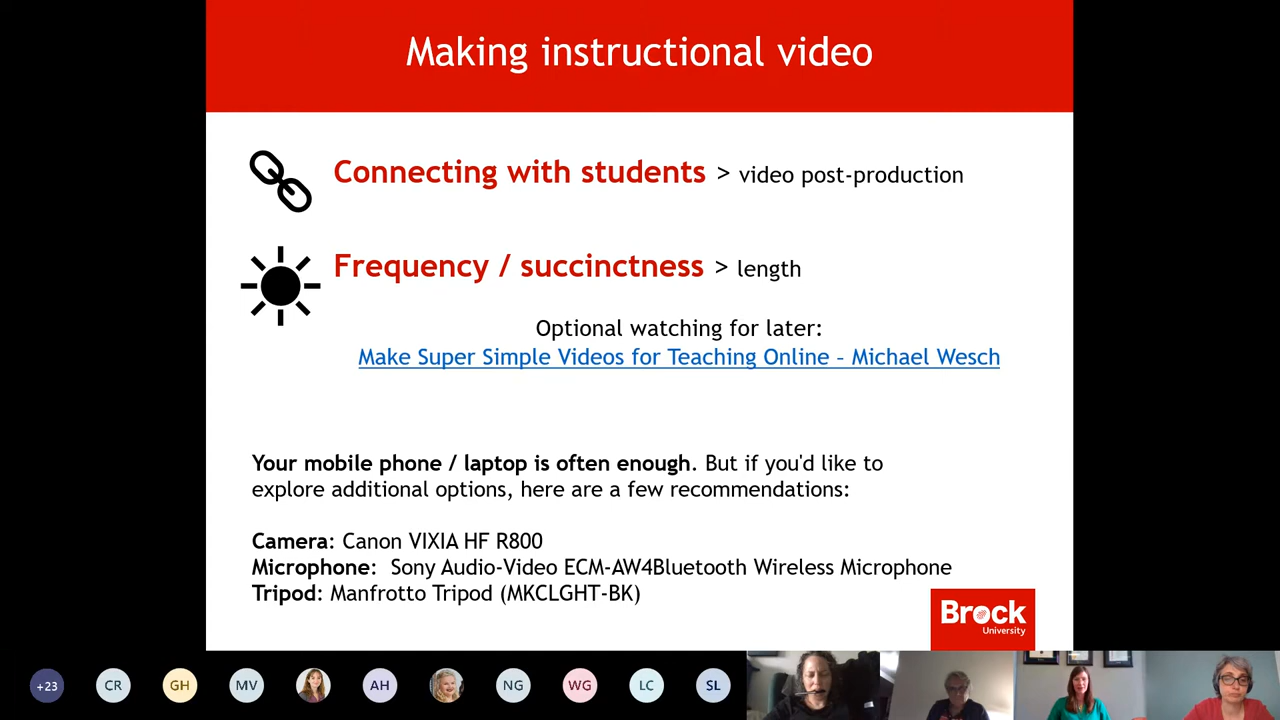 Making instructional video
Connecting with students > video post-production
Frequency / succinctness > length
Optional watching for later:
Make Super Simple Videos for Teaching Online – Michael Wesch
Your mobile phone / laptop is often enough. But if you'd like to
explore additional options, here are a few recommendations:
Camera: Canon VIXIA HF R800
Microphone:  Sony Audio-Video ECM-AW4Bluetooth Wireless Microphone
Tripod: Manfrotto Tripod (MKCLGHT-BK)
Brock
University
+23 CR GH MV AH NG WG LC SL